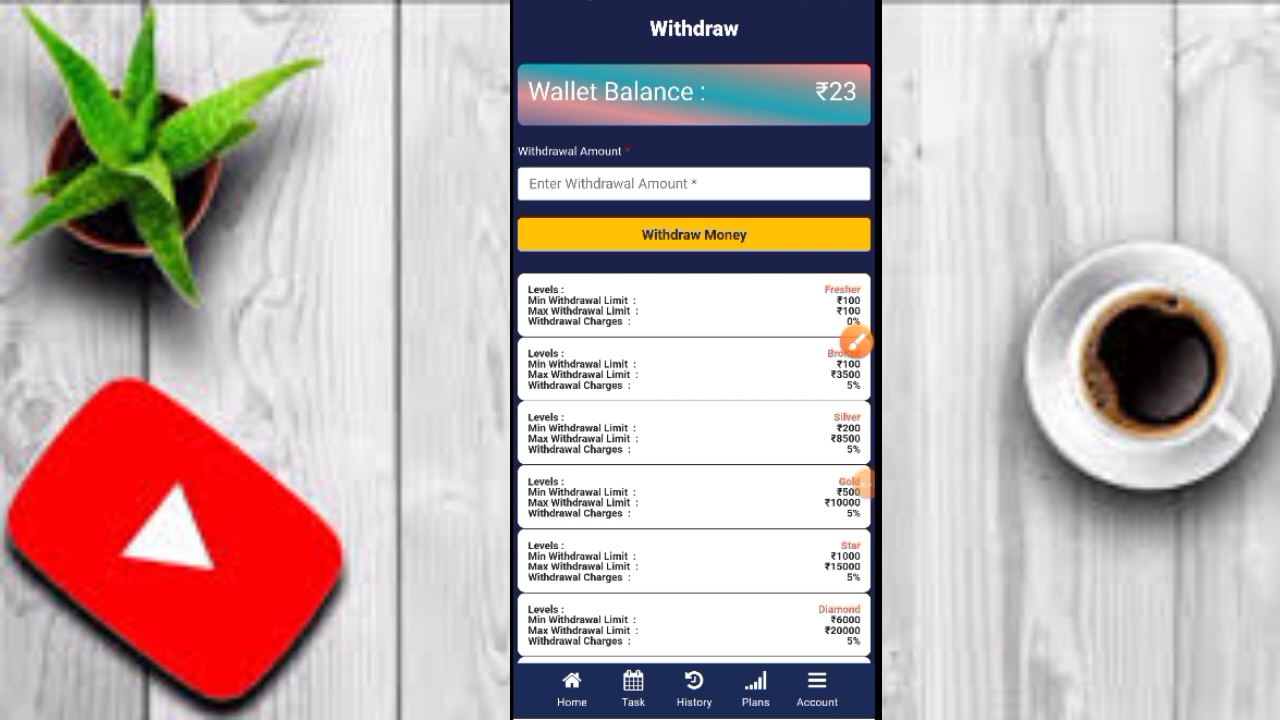 Withdraw
Wallet Balance : ₹23
Withdrawal Amount *
Enter Withdrawal Amount *
Withdraw Money
Levels : Fresher
Min Withdrawal Limit : ₹100
Max Withdrawal Limit : ₹100
Withdrawal Charges : 0%
Levels :
Min Withdrawal Limit : ₹100
Max Withdrawal Limit : ₹3500
Withdrawal Charges : 5%
Levels : Silver
Min Withdrawal Limit : ₹200
Max Withdrawal Limit : ₹8500
Withdrawal Charges : 5%
Levels : Gold
Min Withdrawal Limit : ₹500
Max Withdrawal Limit : ₹10000
Withdrawal Charges : 5%
Levels : Star
Min Withdrawal Limit : ₹1000
Max Withdrawal Limit : ₹15000
Withdrawal Charges : 5%
Levels : Diamond
Min Withdrawal Limit : ₹6000
Max Withdrawal Limit : ₹20000
Withdrawal Charges : 5%
Home Task History Plans Account